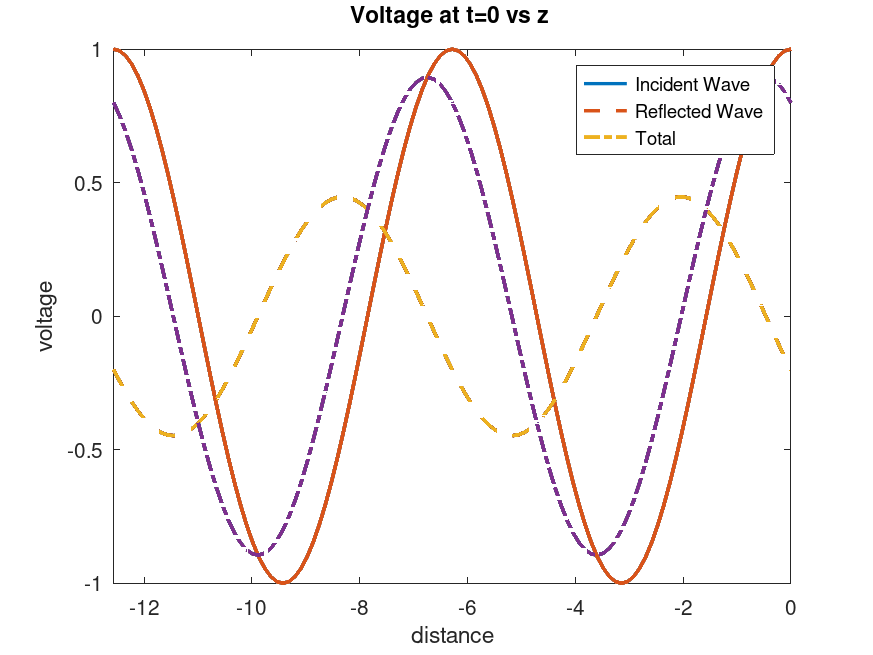 Voltage at t=0 vs z
1
0.5
0
-0.5
-1
voltage
Incident Wave
Reflected Wave
Total
-12
-10
-8
-6
-4
-2
0
distance